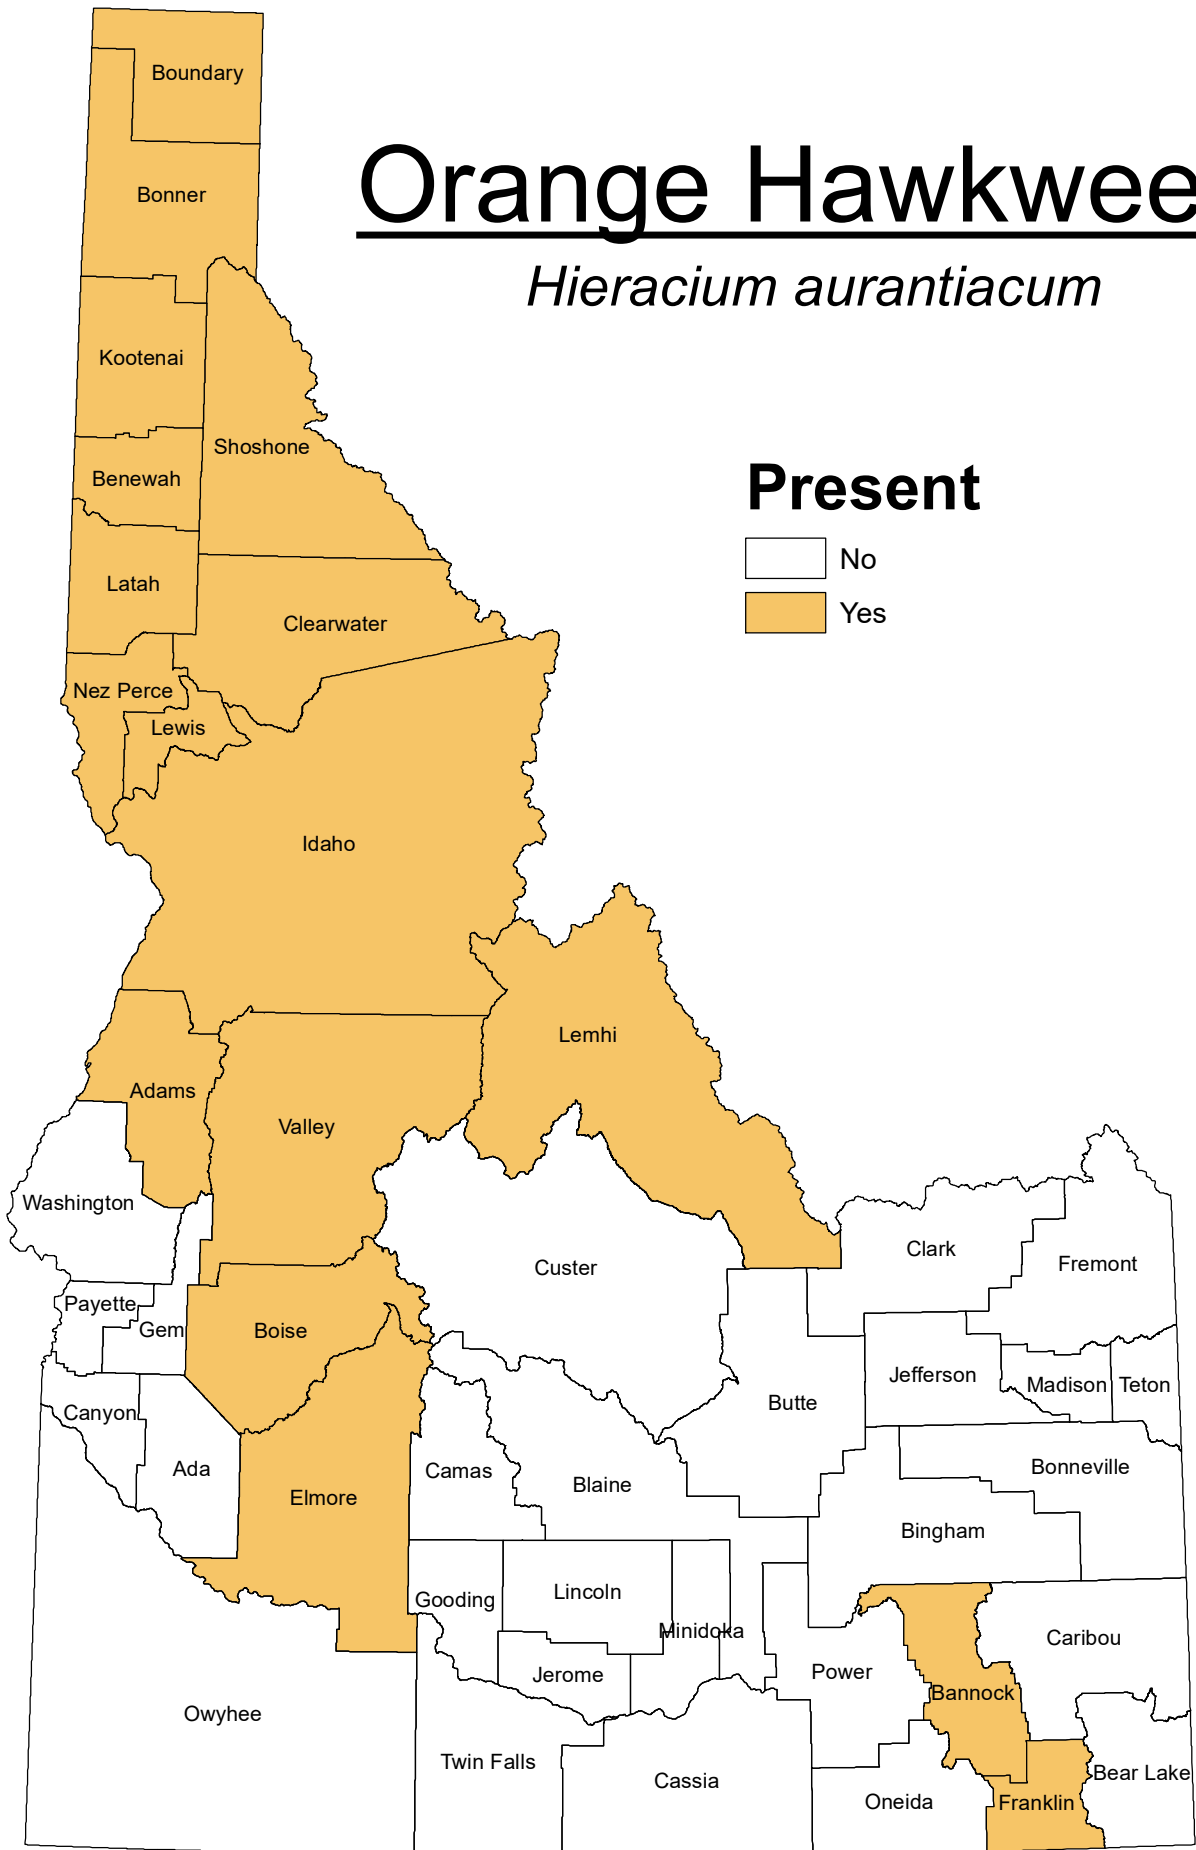 Boundary
Orange Hawkwee
Bonner
Hieracium aurantiacum
Kootenai
Shoshone
Present
Benewah
No
Latah
Yes
Clearwater
Nez Perce
Lewis
Idaho
Lemhi
Adams
Valley
Washington
Clark
Custer
Fremont
Payette
Gem
Boise
Jefferson
Madison
Teton
Butte
Canyon
Ada
Camas
Blaine
Bonneville
Elmore
Bingham
Gooding
Lincoln
Minidoka
Caribou
Jerome
Power
Bannock
Owyhee
Twin Falls
Cassia
Bear Lake
Oneida
Franklin